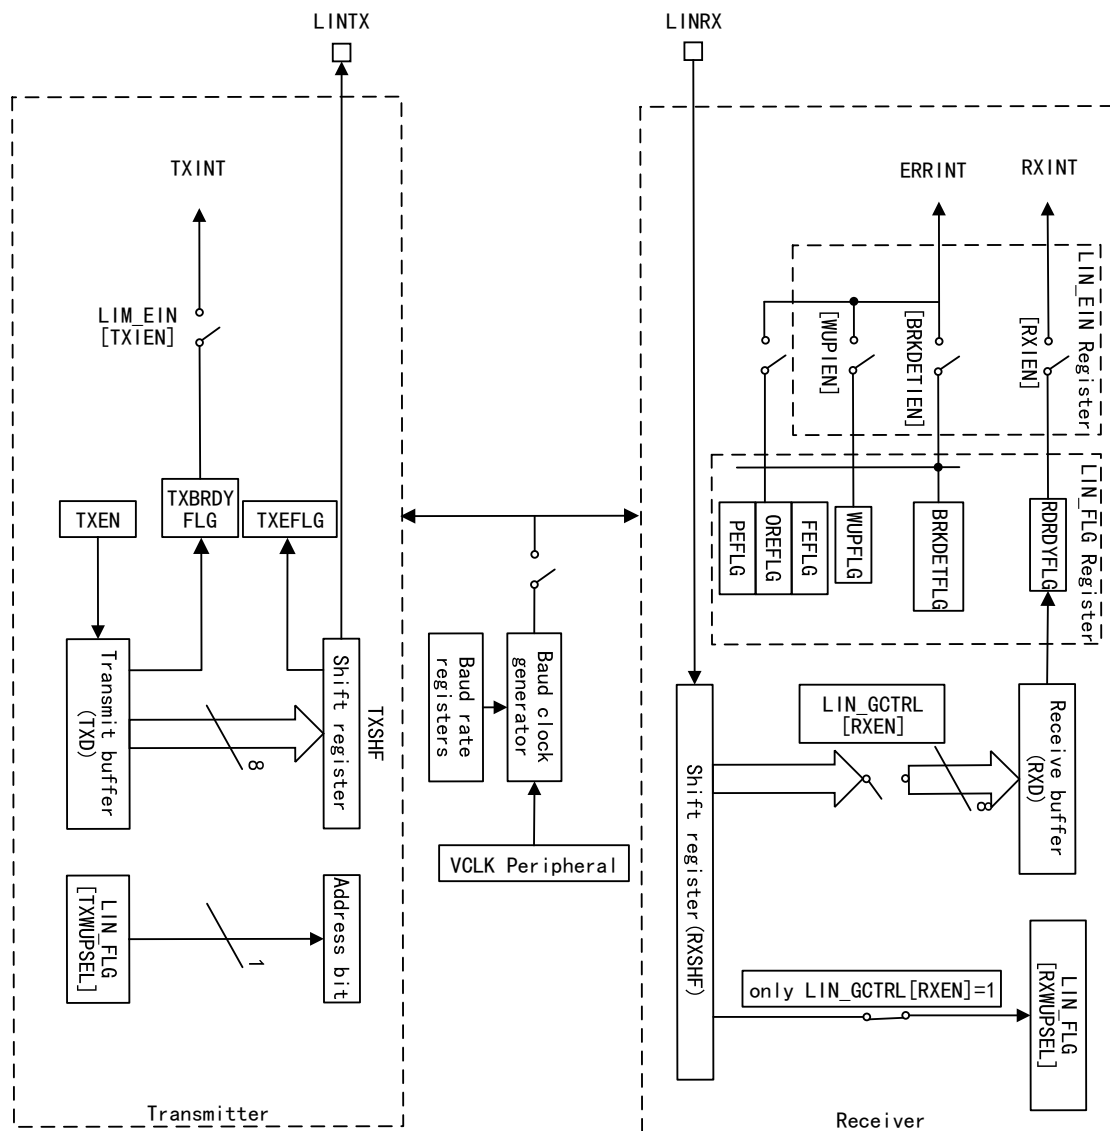 LINTX
LINRX
TXINT
LIM_EIN
[TXIEN]
TXEN
TXBRDY
FLG
TXEFLG
Transmit buffer
(TXD)
8
Shift register
TXSHF
LIN_FLG
[TXWUPSEL]
1
Address bit
Transmitter
Baud rate
registers
Baud clock
generator
VCLK Peripheral
ERRINT
RXINT
LIN_EIN Register
[WUPIEN]
[BRKDETIEN]
[RXIEN]
LIN_FLG Register
PEFLG
OREFLG
FEFLG
WUPFLG
BRKDETFLG
RDRDYFLG
Shift register(RXSHF)
LIN_GCTRL
[RXEN]
8
Receive buffer
(RXD)
only LIN_GCTRL[RXEN]=1
LIN_FLG
[RXWUPSEL]
Receiver